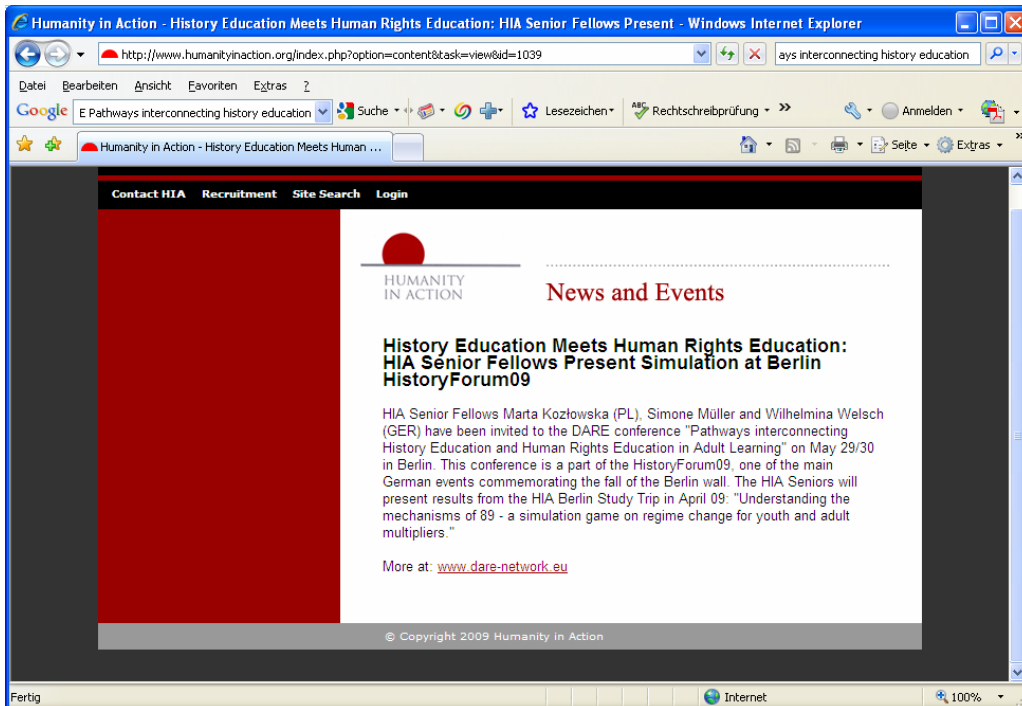 Humanity in Action - History Education Meets Human Rights Education: HIA Senior Fellows Present - Windows Internet Explorer
http://www.humanityinaction.org/index.php?option=content&task=view&id=1039
ays interconnecting history education
Datei Bearbeiten Ansicht Favoriten Extras ?
Google E Pathways interconnecting history education Suche Lesezeichen ABC Rechtschreibprüfung » Anmelden
Humanity in Action - History Education Meets Human ... Seite Extras »
Contact HIA Recruitment Site Search Login
HUMANITY
IN ACTION
News and Events
History Education Meets Human Rights Education:
HIA Senior Fellows Present Simulation at Berlin
HistoryForum09
HIA Senior Fellows Marta Kozłowska (PL), Simone Müller and Wilhelmina Welsch
(GER) have been invited to the DARE conference "Pathways interconnecting
History Education and Human Rights Education in Adult Learning" on May 29/30
in Berlin. This conference is a part of the HistoryForum09, one of the main
German events commemorating the fall of the Berlin wall. The HIA Seniors will
present results from the HIA Berlin Study Trip in April 09: "Understanding the
mechanisms of 89 - a simulation game on regime change for youth and adult
multipliers."
More at: www.dare-network.eu
© Copyright 2009 Humanity in Action
Fertig Internet 100%